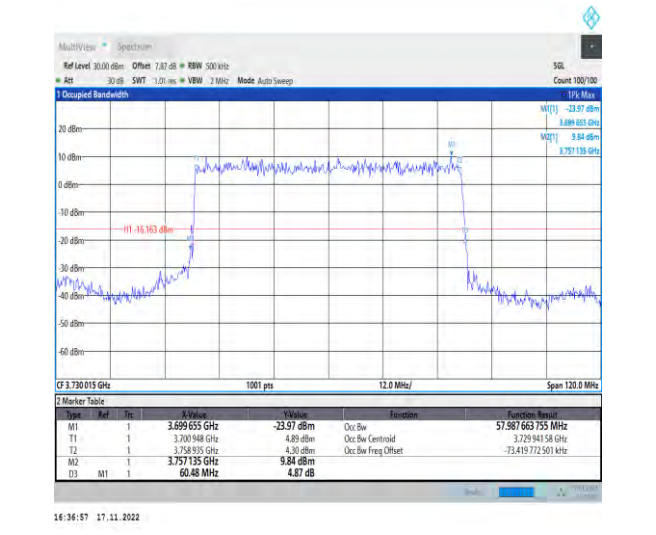 MultiView Spectrum
Ref Level 30.00 dBm Offset 7.87 dB RBW 500 kHz SGL
Att 30 dB SWT 1.01 ms VBW 2 MHz Mode Auto Sweep Count 100/100
1 Occupied Bandwidth 1Pk Max
M1[1] -23.97 dBm
3.699 655 GHz
M2[1] 9.84 dBm
3.757 135 GHz
20 dBm
M2
10 dBm
T1 T2
0 dBm
-10 dBm
H1 -16.163 dBm
-20 dBm
M1 D3
-30 dBm
-40 dBm
-50 dBm
-60 dBm
CF 3.730 015 GHz 1001 pts 12.0 MHz/ Span 120.0 MHz
2 Marker Table
Type Ref Trc X-Value Y-Value Function Function Result
M1 1 3.699 655 GHz -23.97 dBm Occ Bw 57.987 663 755 MHz
T1 1 3.700 948 GHz 4.89 dBm Occ Bw Centroid 3.729 941 58 GHz
T2 1 3.758 935 GHz 4.30 dBm Occ Bw Freq Offset -73.419 772 501 kHz
M2 1 3.757 135 GHz 9.84 dBm
D3 M1 1 60.48 MHz 4.87 dB
16:36:57 17.11.2022